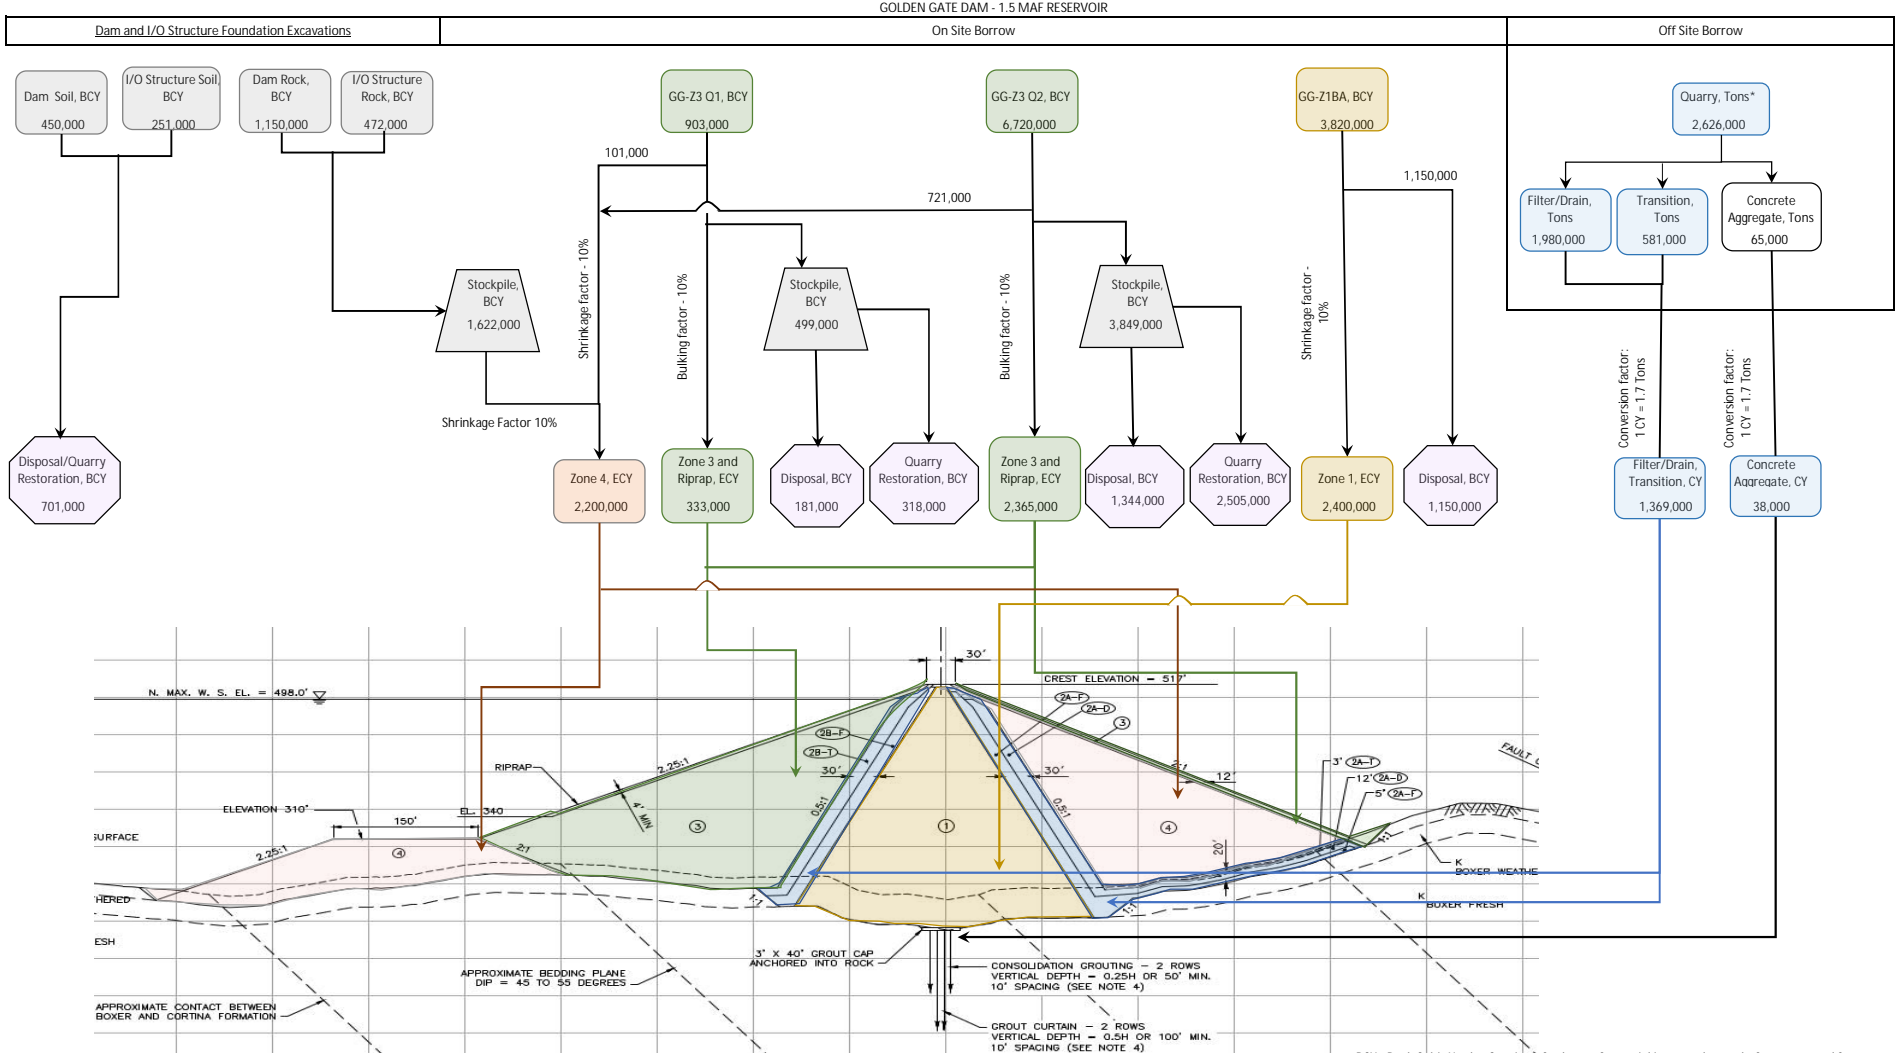 GOLDEN GATE DAM - 1.5 MAF RESERVOIR
Dam and I/O Structure Foundation Excavations
On Site Borrow
Off Site Borrow
Dam Soil, BCY
450,000
I/O Structure Soil,
BCY
251,000
Dam Rock,
BCY
1,150,000
I/O Structure
Rock, BCY
472,000
GG-Z3 Q1, BCY
903,000
GG-Z3 Q2, BCY
6,720,000
GG-Z1BA, BCY
3,820,000
Quarry, Tons*
2,626,000
101,000
721,000
1,150,000
Filter/Drain,
Tons
1,980,000
Transition,
Tons
581,000
Concrete
Aggregate, Tons
65,000
Stockpile,
BCY
1,622,000
Shrinkage factor - 10%
Bulking factor - 10%
Stockpile,
BCY
499,000
Bulking factor - 10%
Stockpile,
BCY
3,849,000
Shrinkage factor -
10%
Conversion factor:
1 CY = 1.7 Tons
Conversion factor:
1 CY = 1.7 Tons
Shrinkage Factor 10%
Disposal/Quarry
Restoration, BCY
701,000
Zone 4, ECY
2,200,000
Zone 3 and
Riprap, ECY
333,000
Disposal, BCY
181,000
Quarry
Restoration, BCY
318,000
Zone 3 and
Riprap, ECY
2,365,000
Disposal, BCY
1,344,000
Quarry
Restoration, BCY
2,505,000
Zone 1, ECY
2,400,000
Disposal, BCY
1,150,000
Filter/Drain,
Transition, CY
1,369,000
Concrete
Aggregate, CY
38,000
30'
N. MAX. W. S. EL. = 498.0'
CREST ELEVATION = 517'
2A-F
2A-D
3
2B-F
2B-T
RIPRAP
2.25:1
30'
30'
2:1
12'
3' 2A-T
12' 2A-D
5' 2A-F
FAULT
ELEVATION 310'
EL. 340
4' MIN
0.5:1
0.5:1
150'
3
1
4
SURFACE
2.25:1
4
2:1
20'
1:1
K
BOXER WEATHE
HERED
1:1
1:1
K
BOXER FRESH
ESH
3' X 40' GROUT CAP
ANCHORED INTO ROCK
APPROXIMATE BEDDING PLANE
DIP = 45 TO 55 DEGREES
CONSOLIDATION GROUTING - 2 ROWS
VERTICAL DEPTH = 0.25H OR 50' MIN.
10' SPACING (SEE NOTE 4)
APPROXIMATE CONTACT BETWEEN
BOXER AND CORTINA FORMATION
GROUT CURTAIN - 2 ROWS
VERTICAL DEPTH = 0.5H OR 100' MIN.
10' SPACING (SEE NOTE 4)